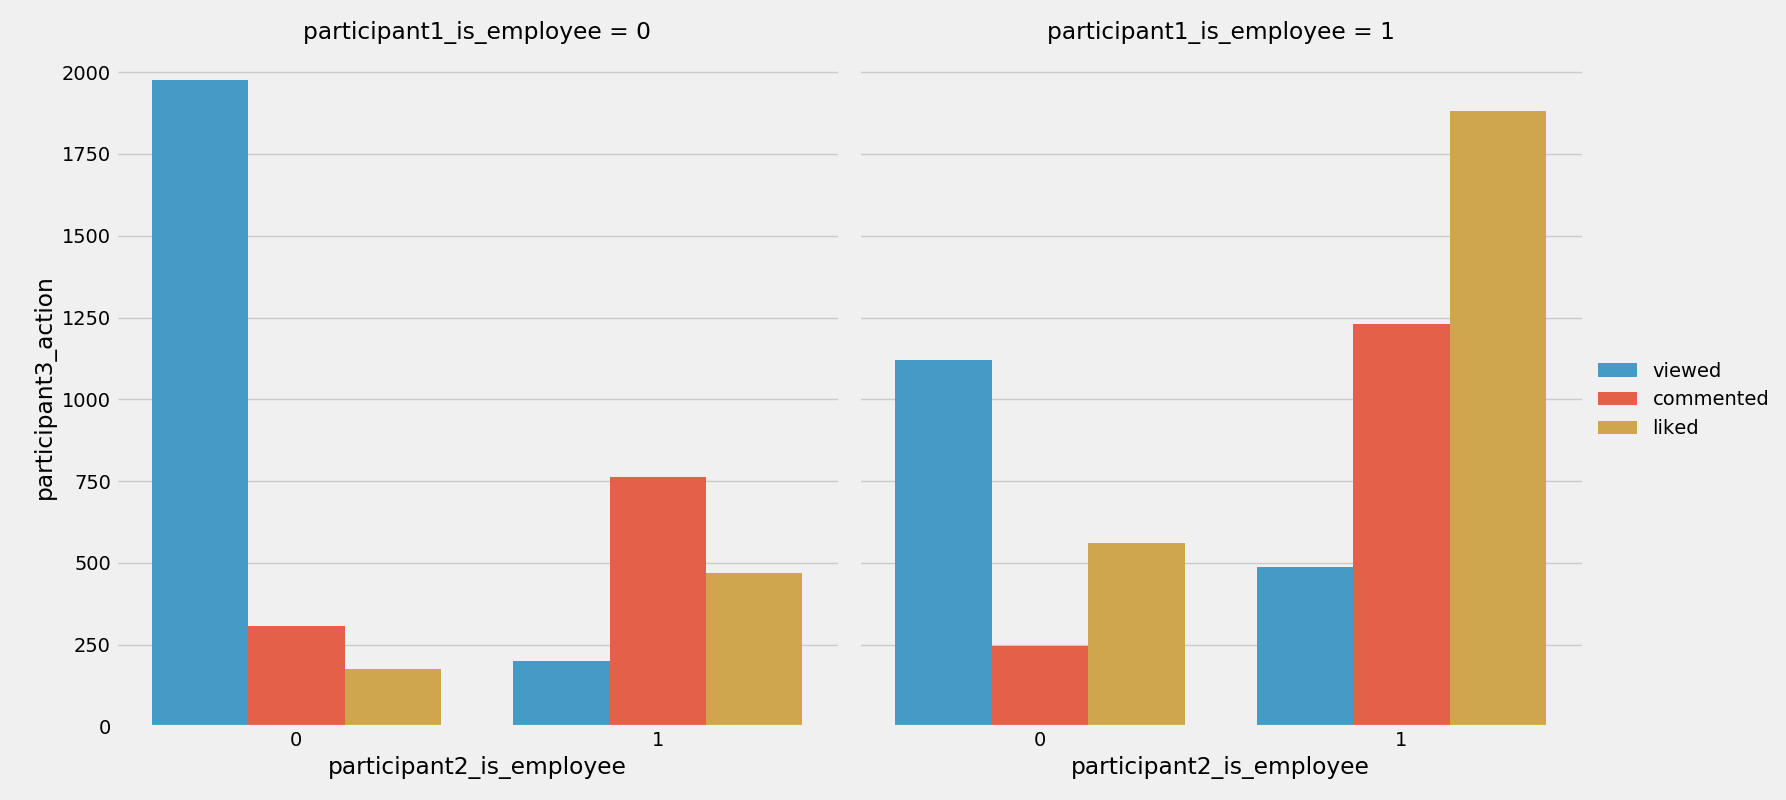 participant1_is_employee = 0
participant1_is_employee = 1
participant3_action
2000
1750
1500
1250
1000
750
500
250
0
0
1
0
1
participant2_is_employee
participant2_is_employee
viewed
commented
liked